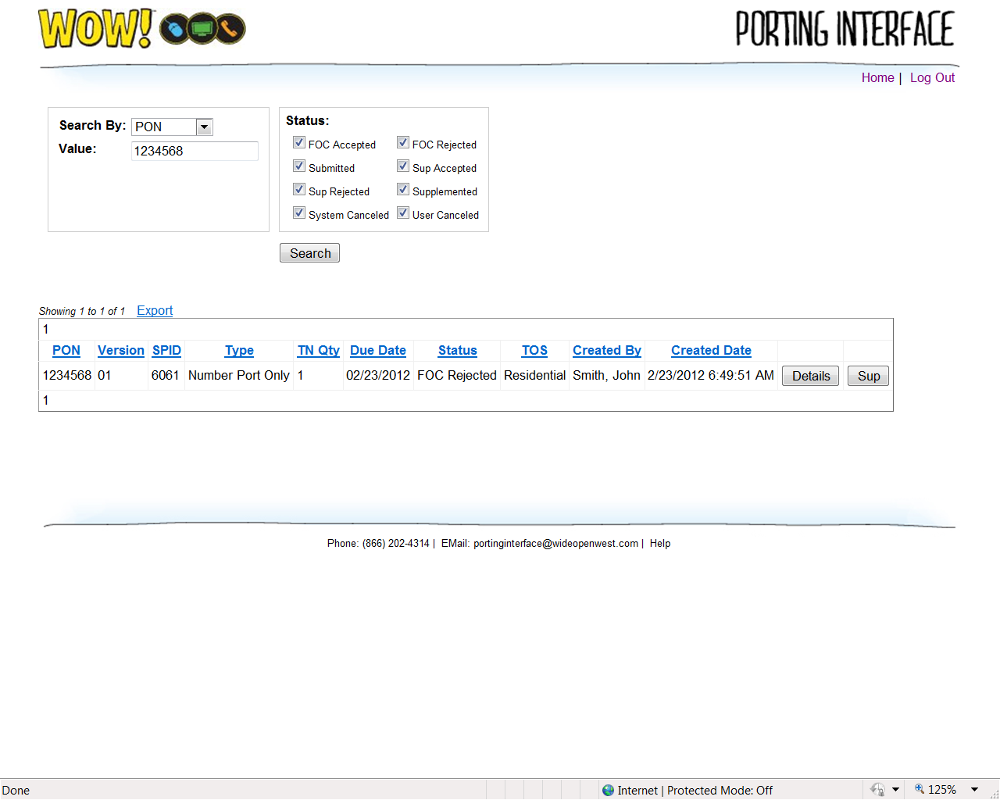 WOW!
PORTING INTERFACE
Home | Log Out
Search By: PON
Value: 1234568
Status:
FOC Accepted FOC Rejected
Submitted Sup Accepted
Sup Rejected Supplemented
System Canceled User Canceled
Search
Showing 1 to 1 of 1 Export
1
PON Version SPID Type TN Qty Due Date Status TOS Created By Created Date
1234568 01 6061 Number Port Only 1 02/23/2012 FOC Rejected Residential Smith, John 2/23/2012 6:49:51 AM Details Sup
1
Phone: (866) 202-4314 | EMail: portinginterface@wideopenwest.com | Help
Done Internet | Protected Mode: Off 125%